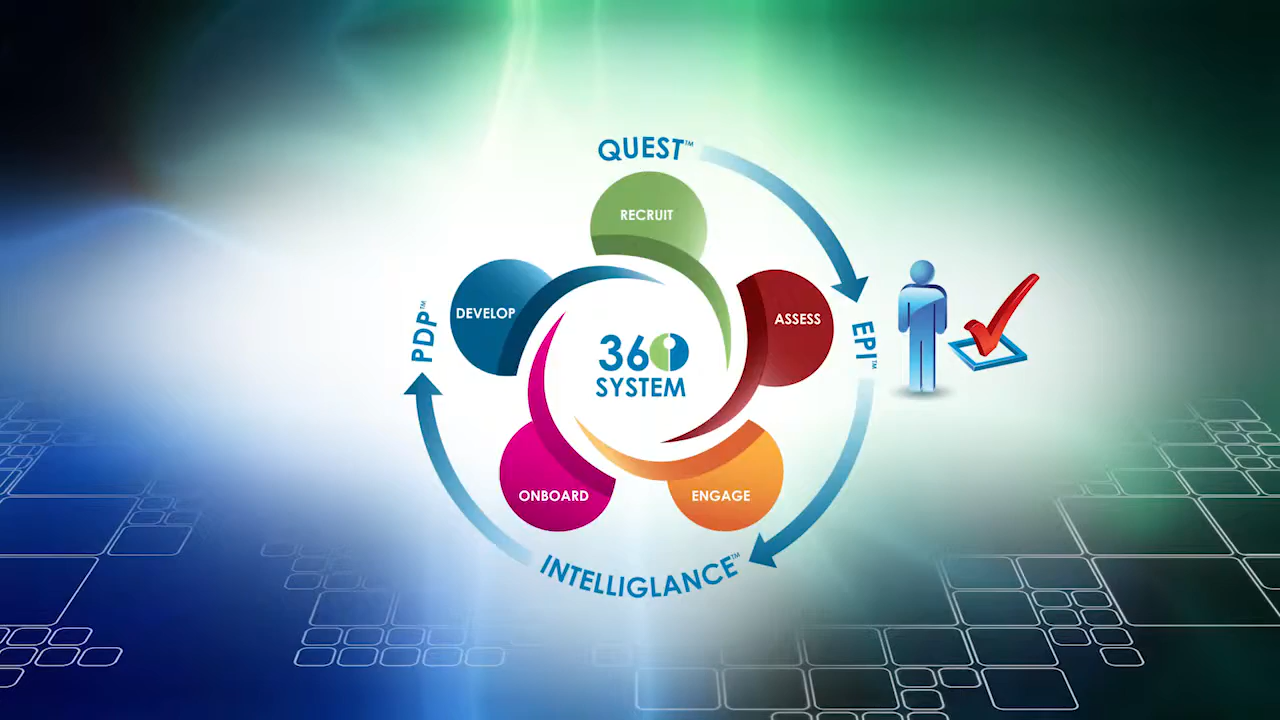 QUEST™
RECRUIT
DEVELOP
ASSESS
PDP™
EPI™
360
SYSTEM
ONBOARD
ENGAGE
INTELLIGLANCE™